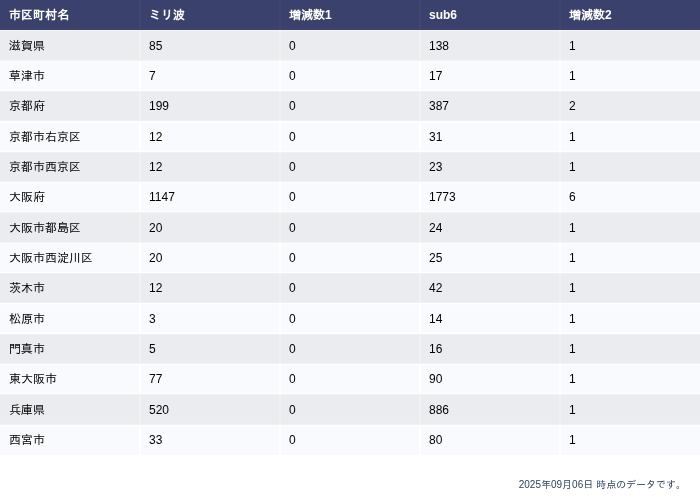 市区町村名 ミリ波 増減数1 sub6 増減数2
滋賀県 85 0 138 1
草津市 7 0 17 1
京都府 199 0 387 2
京都市右京区 12 0 31 1
京都市西京区 12 0 23 1
大阪府 1147 0 1773 6
大阪市都島区 20 0 24 1
大阪市西淀川区 20 0 25 1
茨木市 12 0 42 1
松原市 3 0 14 1
門真市 5 0 16 1
東大阪市 77 0 90 1
兵庫県 520 0 886 1
西宮市 33 0 80 1
2025年09月06日 時点のデータです。